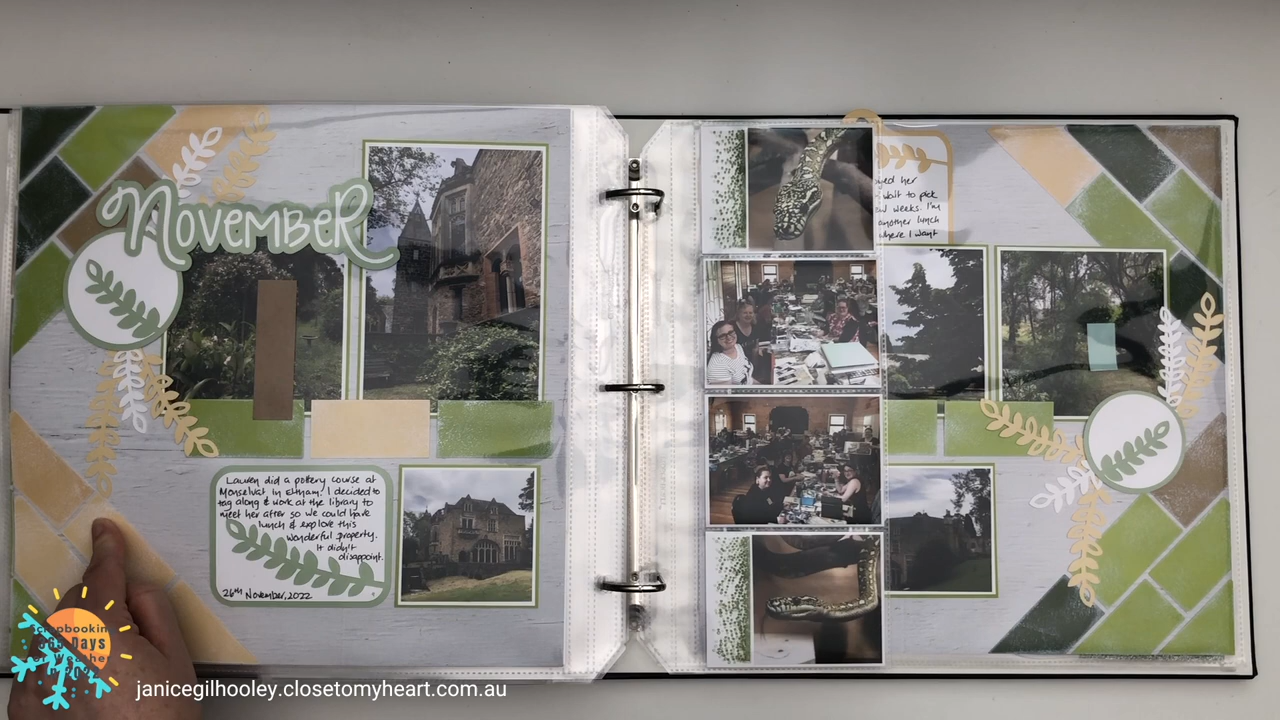 November
Lauren did a pottery course at
Monsalvat in Eltham. I decided to
tag along & work at the library to
meet her after so we could have
lunch & explore this
wonderful property.
It didn't
disappoint.
26th November, 2022
her
wait to pick
weeks. I'm
another lunch
where I want
Days
janicegilhooley.closetomyheart.com.au